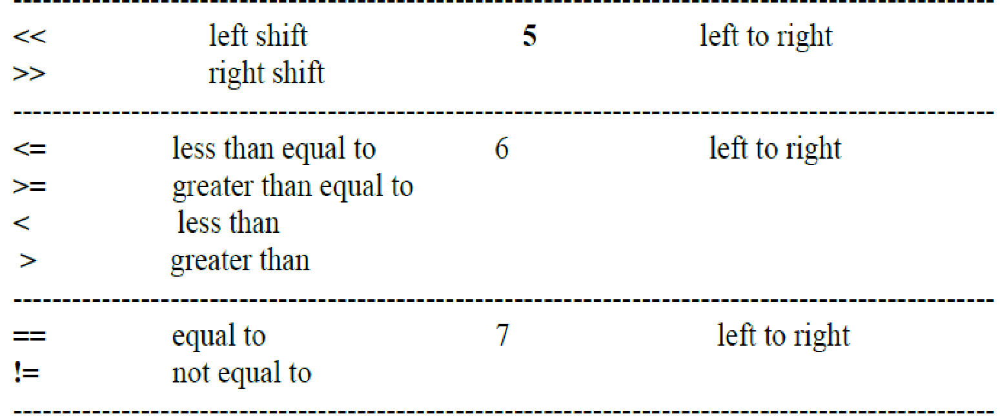 --------------------------------------------------------------------------------------------------------
<< left shift 5 left to right
>> right shift
--------------------------------------------------------------------------------------------------------
<= less than equal to 6 left to right
>= greater than equal to
< less than
> greater than
--------------------------------------------------------------------------------------------------------
== equal to 7 left to right
!= not equal to
--------------------------------------------------------------------------------------------------------